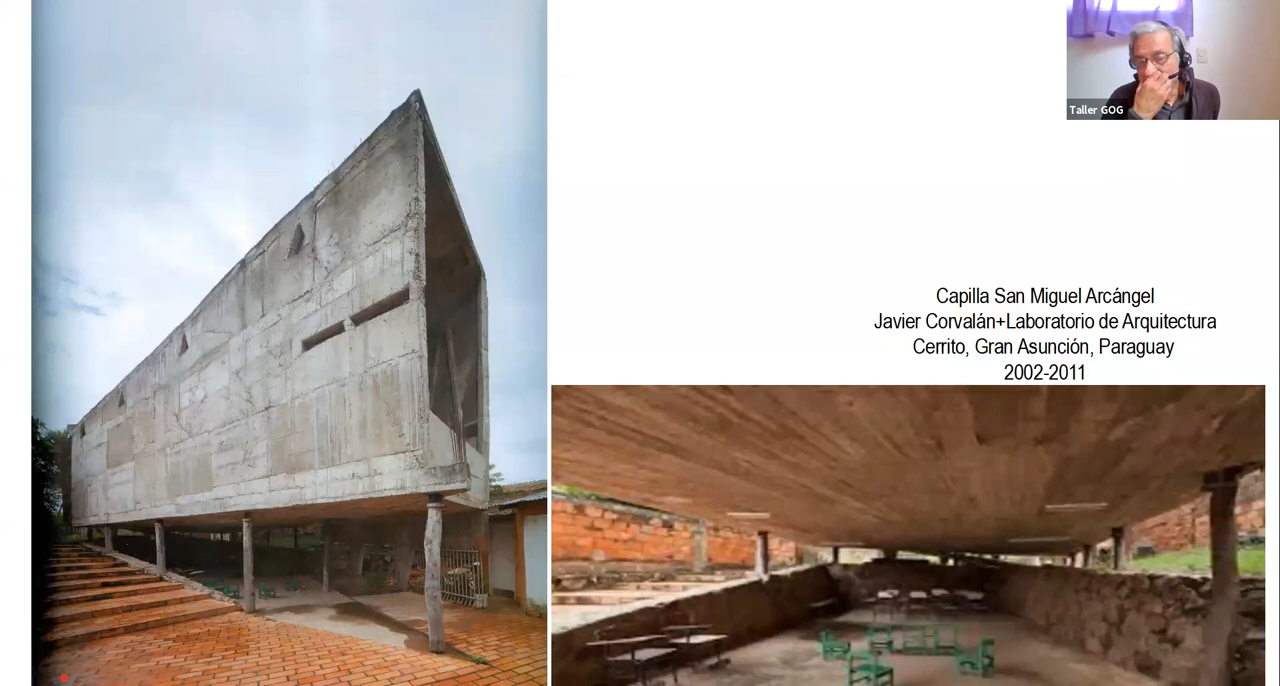 Taller GOG
Capilla San Miguel Arcángel
Javier Corvalán+Laboratorio de Arquitectura
Cerrito, Gran Asunción, Paraguay
2002-2011